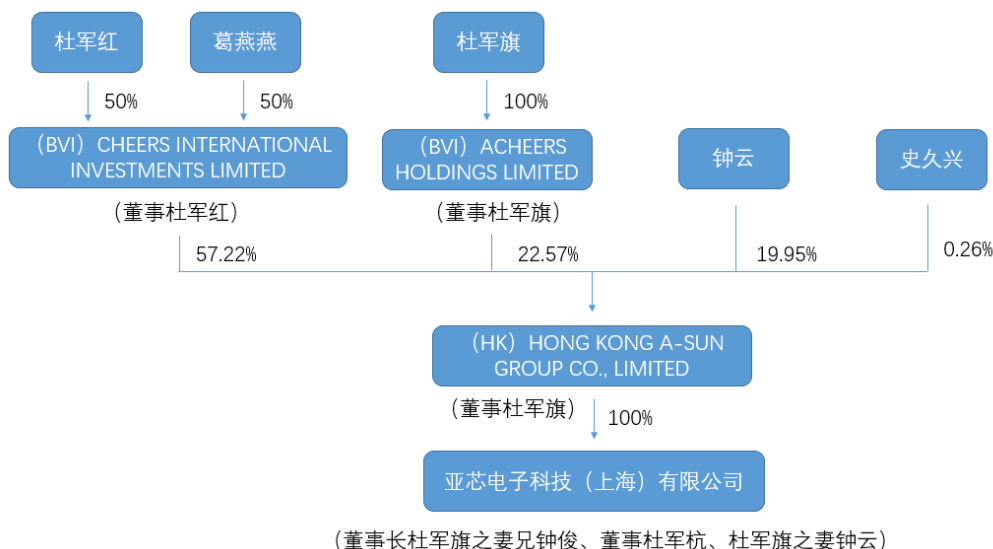 杜军红
葛燕燕
杜军旗
50%
50%
100%
（BVI）CHEERS INTERNATIONAL
INVESTMENTS LIMITED
（BVI）ACHEERS
HOLDINGS LIMITED
钟云
史久兴
（董事杜军红）
（董事杜军旗）
57.22%
22.57%
19.95%
0.26%
（HK）HONG KONG A-SUN
GROUP CO., LIMITED
（董事杜军旗）
100%
亚芯电子科技（上海）有限公司
（董事长杜军旗之妻兄钟俊、董事杜军杭、杜军旗之妻钟云）